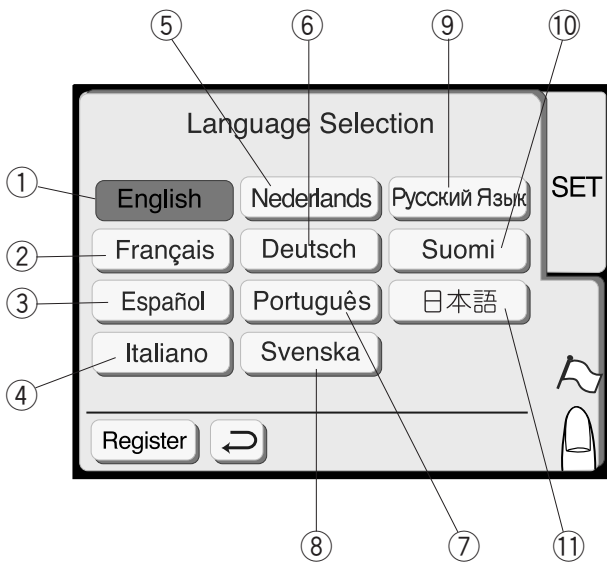 ⑤ ⑥ ⑨ ⑩
Language Selection
SET
① English Nederlands Русский Язык
② Français Deutsch Suomi
③ Español Português 日本語
④ Italiano Svenska
Register
⑧ ⑦ ⑪